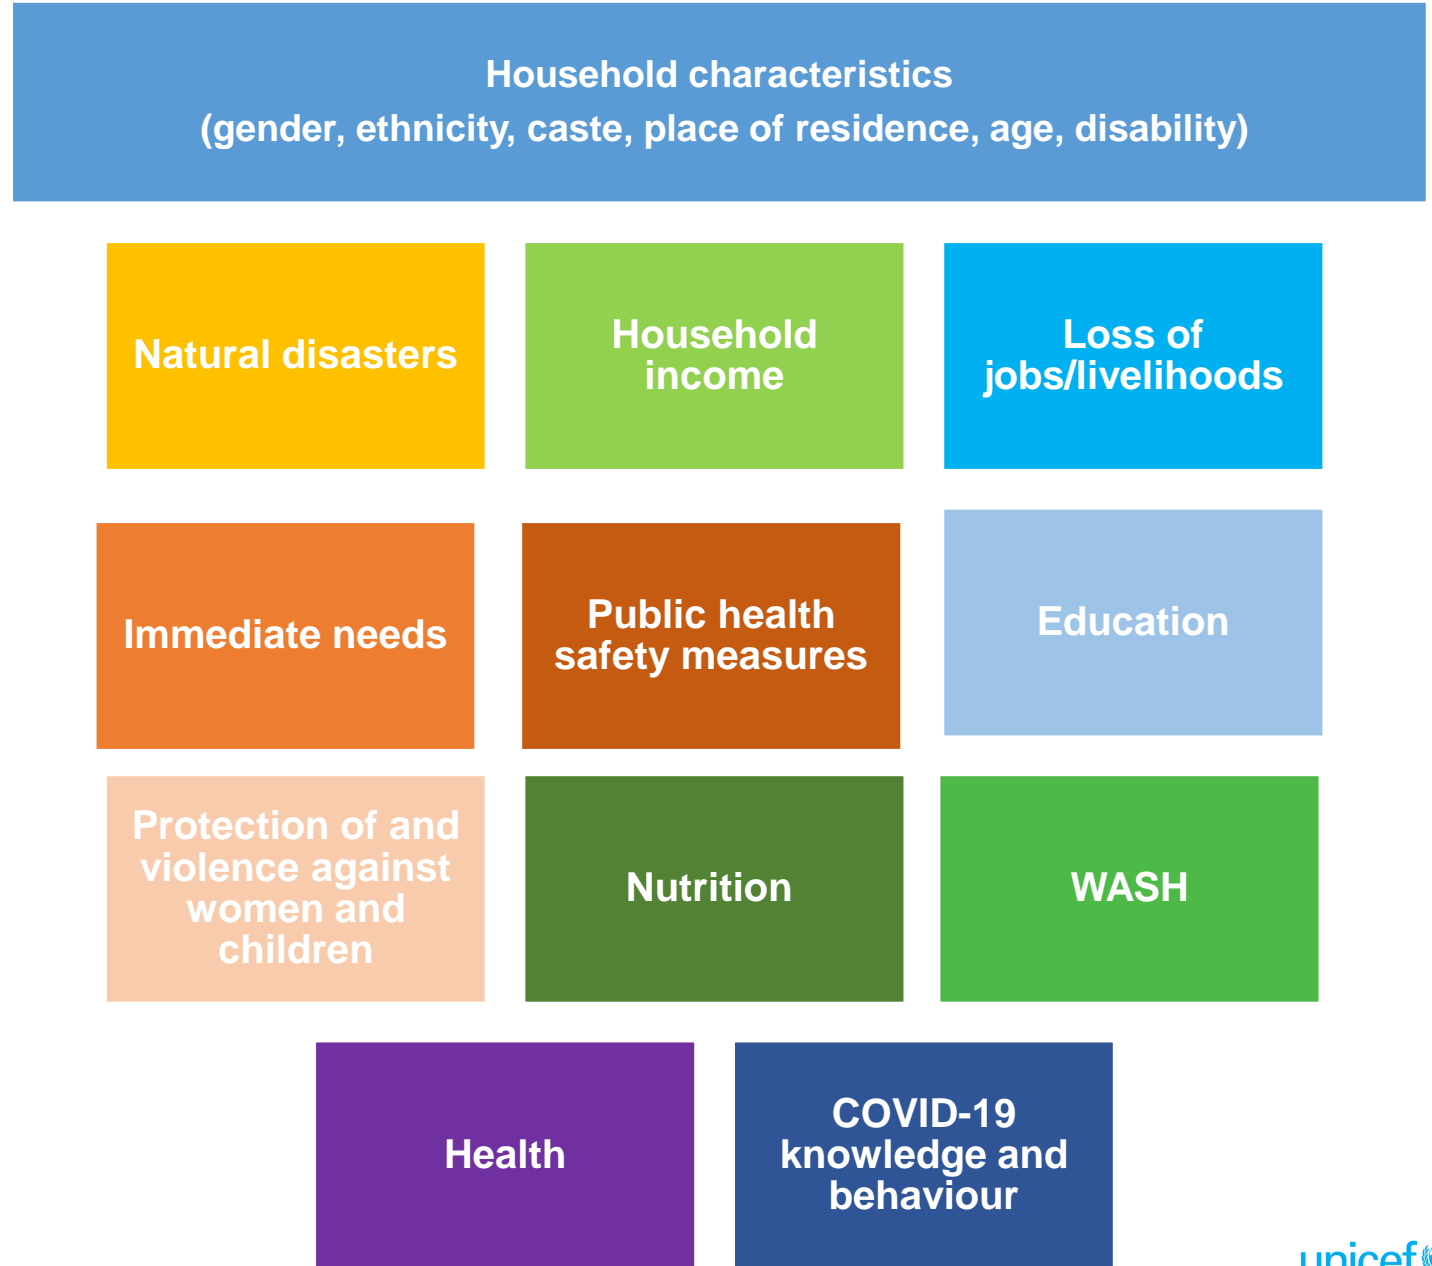 Household characteristics
(gender, ethnicity, caste, place of residence, age, disability)
Natural disasters
Household
income
Loss of
jobs/livelihoods
Immediate needs
Public health
safety measures
Education
Protection of and
violence against
women and
children
Nutrition
WASH
Health
COVID-19
knowledge and
behaviour
unicef